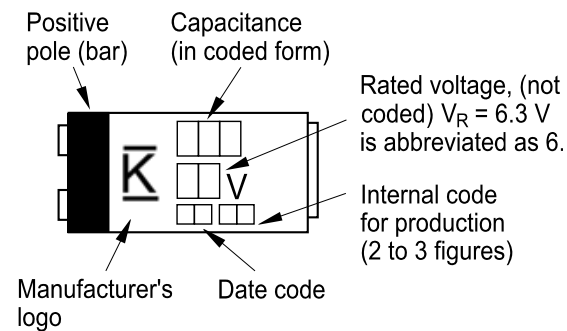 Positive
pole (bar)
Capacitance
(in coded form)
Rated voltage, (not
coded) VR = 6.3 V
is abbreviated as 6.
K
V
Internal code
for production
(2 to 3 figures)
Manufacturer's
logo
Date code